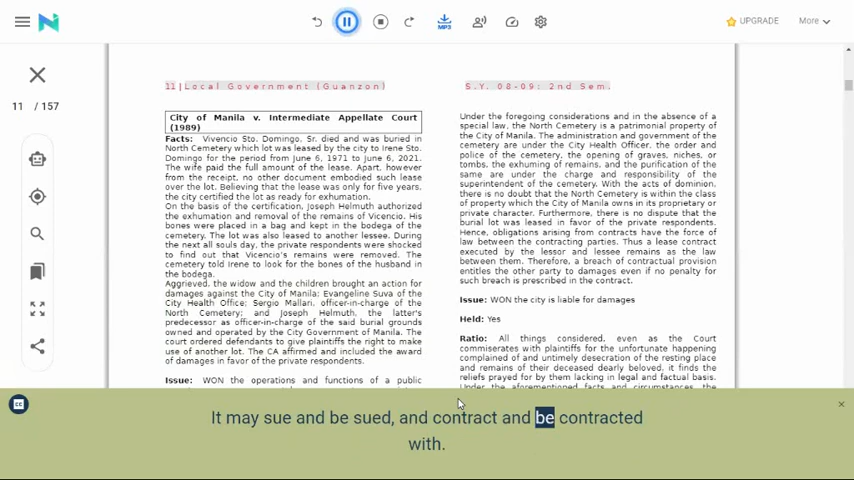 MP3
UPGRADE
More
11 / 157
11|Local Government (Guanzon)
S.Y. 08-09: 2nd Sem.
City of Manila v. Intermediate Appellate Court
(1989)
Facts: Vivencio Sto. Domingo, Sr. died and was buried in
North Cemetery which lot was leased by the city to Irene Sto.
Domingo for the period from June 6, 1971 to June 6, 2021.
The wife paid the full amount of the lease. Apart, however
from the receipt, no other document embodied such lease
over the lot. Believing that the lease was only for five years,
the city certified the lot as ready for exhumation.
On the basis of the certification, Joseph Helmuth authorized
the exhumation and removal of the remains of Vicencio. His
bones were placed in a bag and kept in the bodega of the
cemetery. The lot was also leased to another lessee. During
the next all souls day, the private respondents were shocked
to find out that Vicencio's remains were removed. The
cemetery told Irene to look for the bones of the husband in
the bodega.
Aggrieved, the widow and the children brought an action for
damages against the City of Manila; Evangeline Suva of the
City Health Office; Sergio Mallari, officer-in-charge of the
North Cemetery; and Joseph Helmuth, the latter's
predecessor as officer-in-charge of the said burial grounds
owned and operated by the City Government of Manila. The
court ordered defendants to give plaintiffs the right to make
use of another lot. The CA affirmed and included the award
of damages in favor of the private respondents.
Issue: WON the operations and functions of a public
Under the foregoing considerations and in the absence of a
special law, the North Cemetery is a patrimonial property of
the City of Manila. The administration and government of the
cemetery are under the City Health Officer, the order and
police of the cemetery, the opening of graves, niches, or
tombs, the exhuming of remains, and the purification of the
same are under the charge and responsibility of the
superintendent of the cemetery. With the acts of dominion,
there is no doubt that the North Cemetery is within the class
of property which the City of Manila owns in its proprietary or
private character. Furthermore, there is no dispute that the
burial lot was leased in favor of the private respondents.
Hence, obligations arising from contracts have the force of
law between the contracting parties. Thus a lease contract
executed by the lessor and lessee remains as the law
between them. Therefore, a breach of contractual provision
entitles the other party to damages even if no penalty for
such breach is prescribed in the contract.
Issue: WON the city is liable for damages
Held: Yes
Ratio: All things considered, even as the Court
commiserates with plaintiffs for the unfortunate happening
complained of and untimely desecration of the resting place
and remains of their deceased dearly beloved, it finds the
reliefs prayed for by them lacking in legal and factual basis.
Under the aforementioned facts and circumstances, the
It may sue and be sued, and contract and be contracted
with.